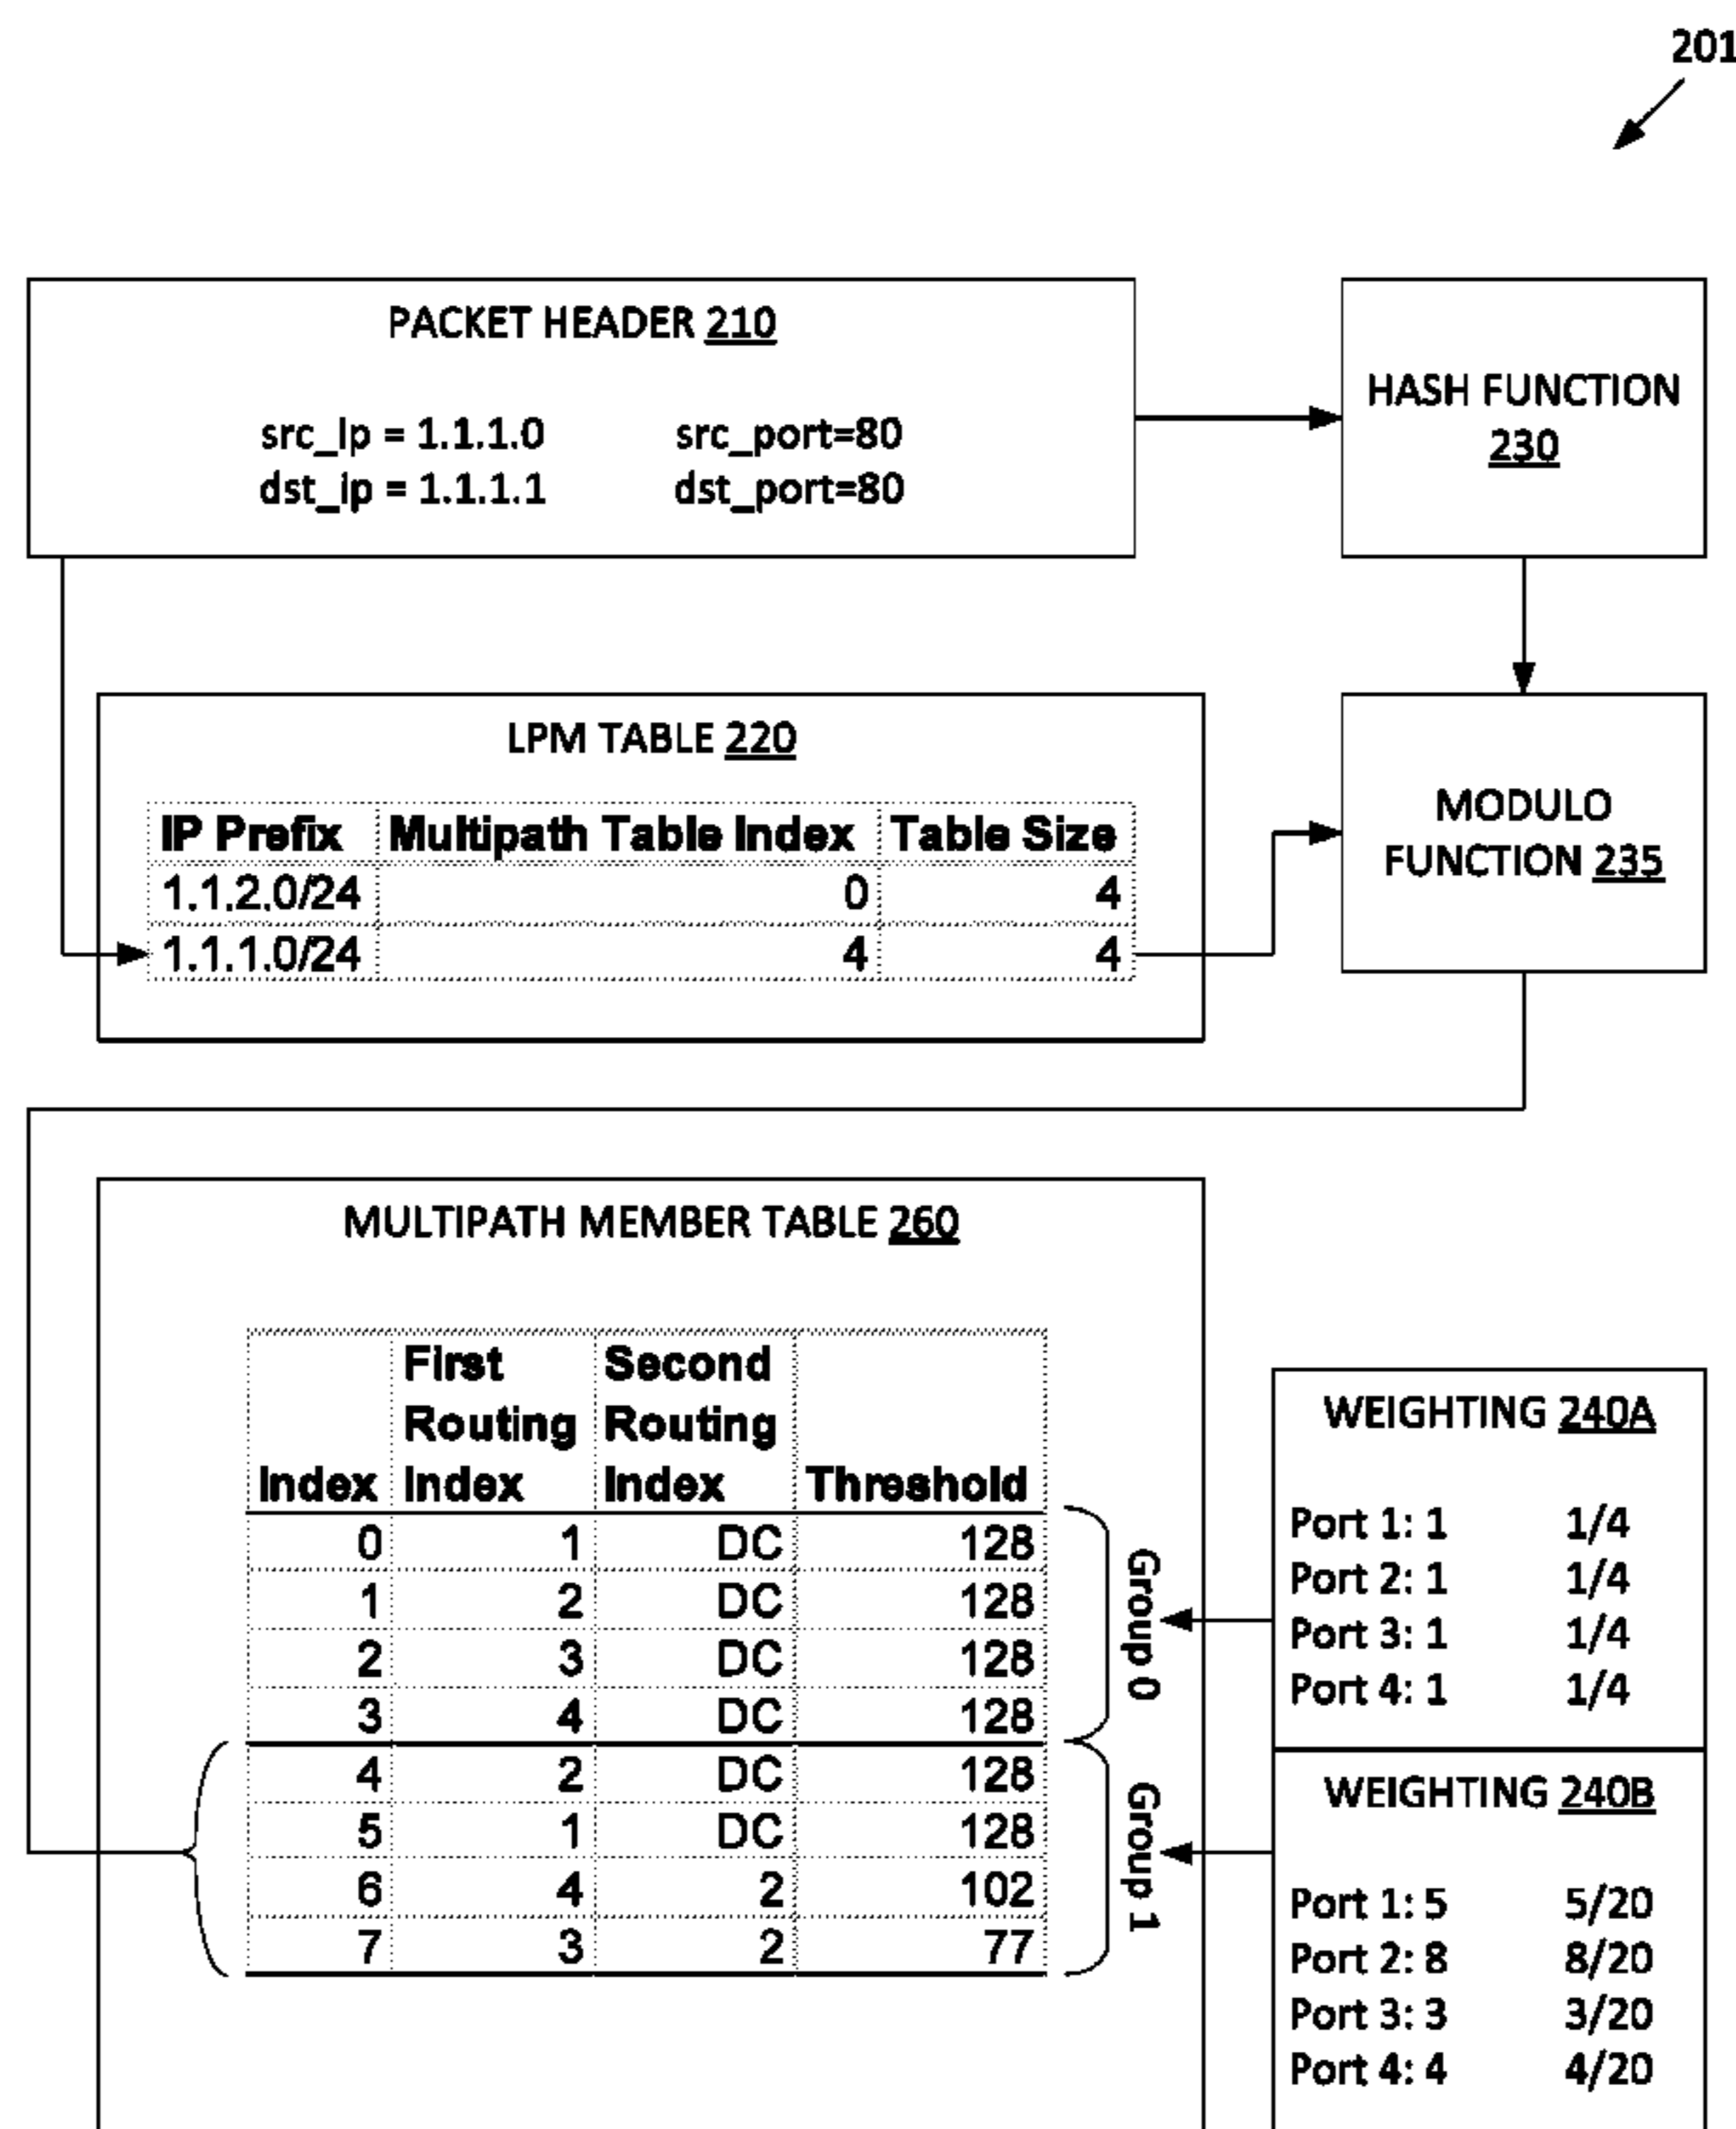 201
PACKET HEADER 210
src_ip = 1.1.1.0 src_port=80
dst_ip = 1.1.1.1 dst_port=80
HASH FUNCTION
230
LPM TABLE 220
IP Prefix Multipath Table Index Table Size
1.1.2.0/24 0 4
1.1.1.0/24 4 4
MODULO
FUNCTION 235
MULTIPATH MEMBER TABLE 260
First Second
Routing Routing
Index Index Index Threshold
0 1 DC 128
1 2 DC 128
2 3 DC 128
3 4 DC 128
4 2 DC 128
5 1 DC 128
6 4 2 102
7 3 2 77
Group 0
Group 1
WEIGHTING 240A
Port 1: 1 1/4
Port 2: 1 1/4
Port 3: 1 1/4
Port 4: 1 1/4
WEIGHTING 240B
Port 1: 5 5/20
Port 2: 8 8/20
Port 3: 3 3/20
Port 4: 4 4/20